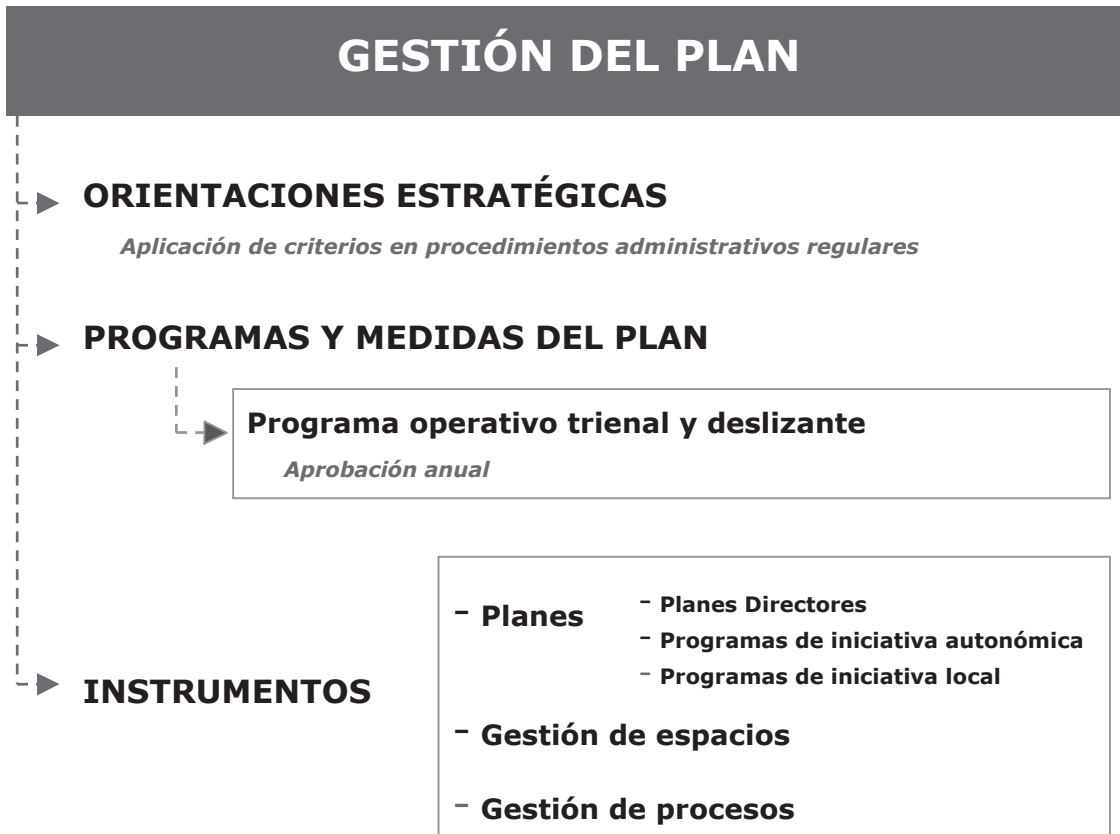 GESTIÓN DEL PLAN
ORIENTACIONES ESTRATÉGICAS
Aplicación de criterios en procedimientos administrativos regulares
PROGRAMAS Y MEDIDAS DEL PLAN
Programa operativo trienal y deslizante
Aprobación anual
INSTRUMENTOS
- Planes
- Planes Directores
- Programas de iniciativa autonómica
- Programas de iniciativa local
- Gestión de espacios
- Gestión de procesos